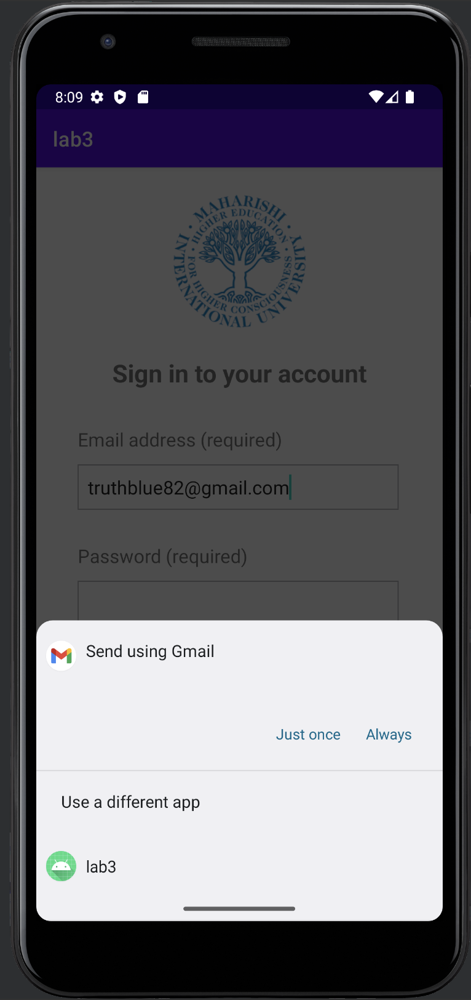 8:09
lab3
MAHARISHI INTERNATIONAL UNIVERSITY
HIGHER EDUCATION FOR HIGHER CONSCIOUSNESS
Sign in to your account
Email address (required)
truthblue82@gmail.com
Password (required)
Send using Gmail
Just once Always
Use a different app
lab3